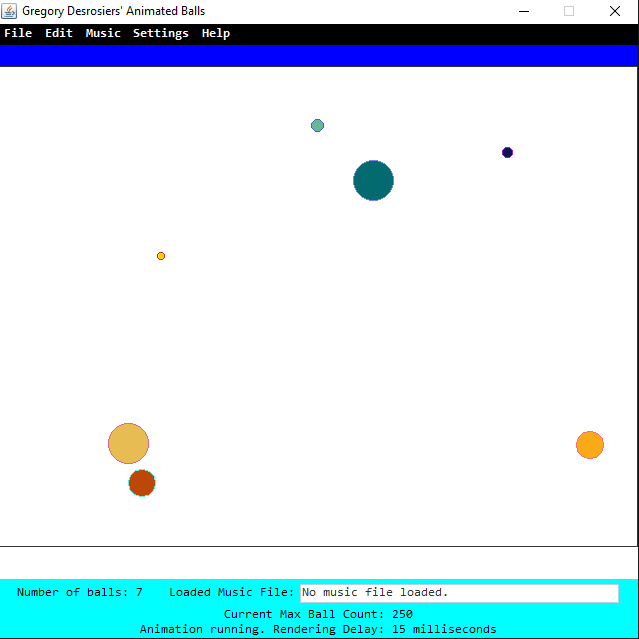 Gregory Desrosiers' Animated Balls
File Edit Music Settings Help
Number of balls: 7 Loaded Music File: No music file loaded.
Current Max Ball Count: 250
Animation running. Rendering Delay: 15 milliseconds